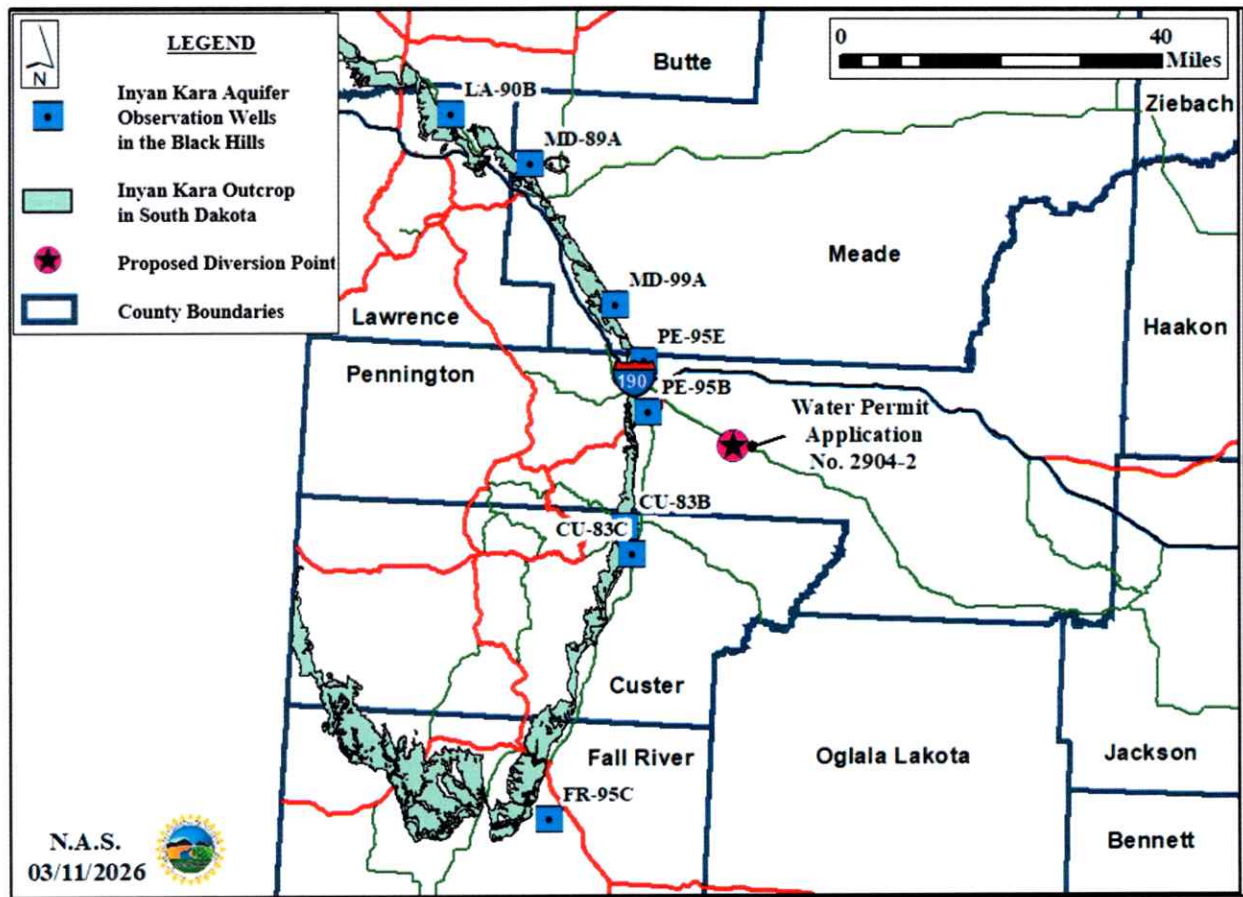 LEGEND
N
Inyan Kara Aquifer
Observation Wells
in the Black Hills
Inyan Kara Outcrop
in South Dakota
Proposed Diversion Point
County Boundaries
0 40
Miles
Butte
Ziebach
LA-90B
MD-89A
Meade
MD-99A
Lawrence
Haakon
PE-95E
190
Pennington
PE-95B
Water Permit
Application
No. 2904-2
CU-83B
CU-83C
Custer
Fall River
Oglala Lakota
Jackson
FR-95C
Bennett
N.A.S.
03/11/2026